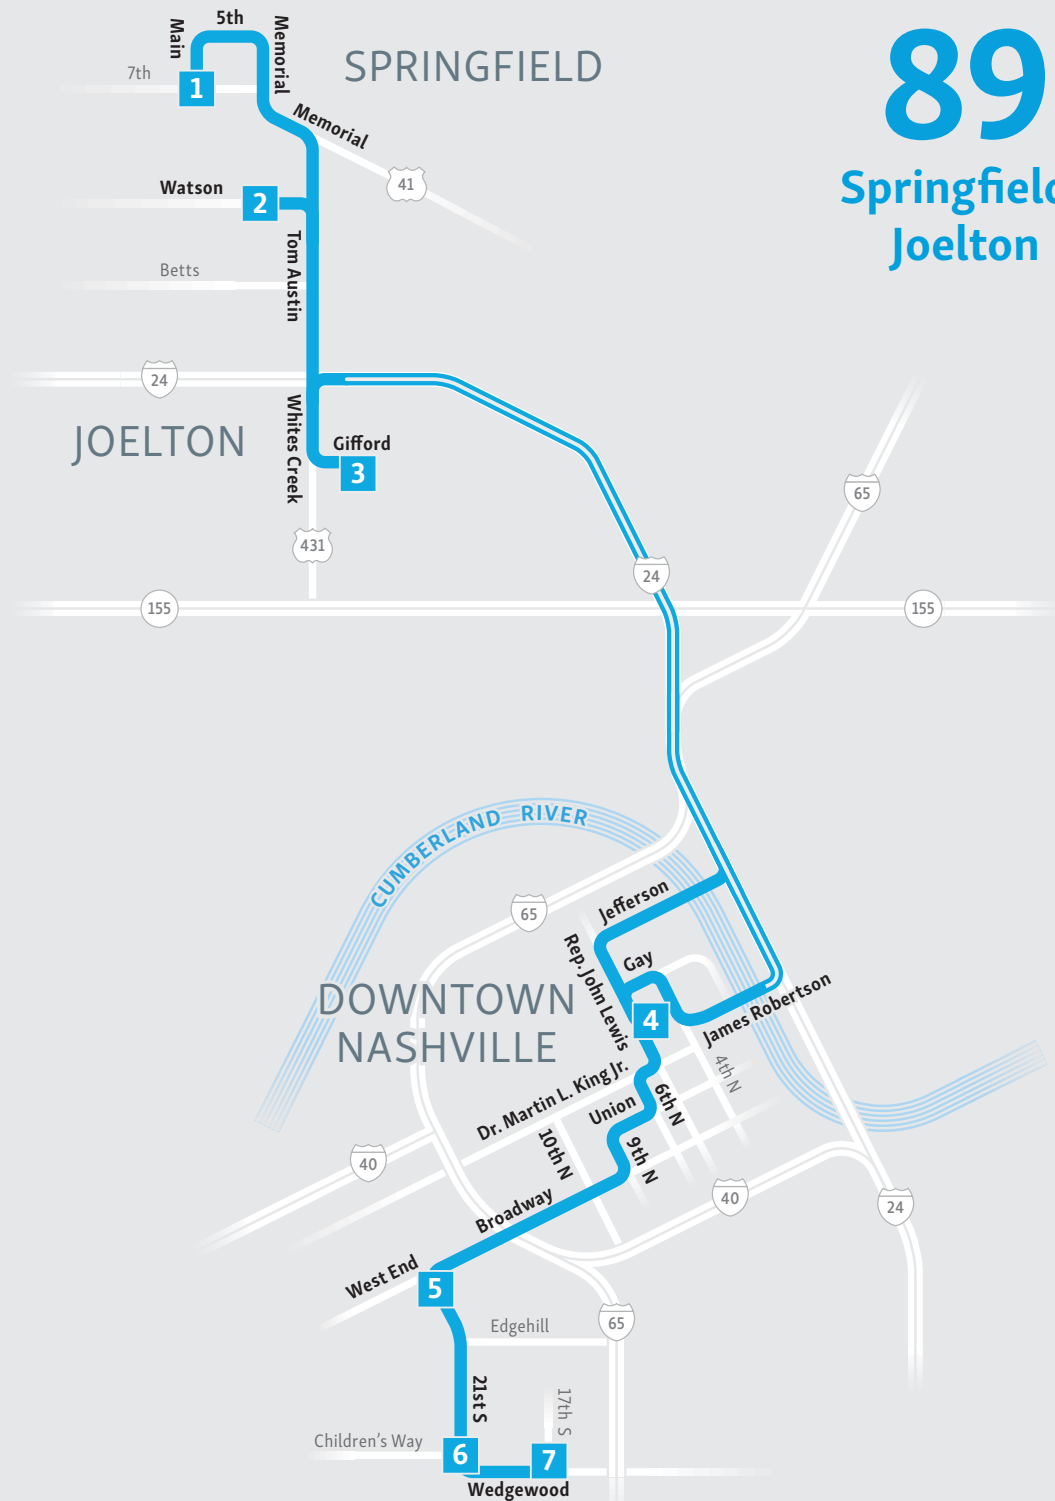 5th
Main
Memorial
SPRINGFIELD
89
7th
1
Memorial
Springfield
Joelton
41
Watson
2
Tom Austin
Betts
24
Whites Creek
JOELTON
Gifford
3
65
431
24
155
155
CUMBERLAND RIVER
Jefferson
65
Rep. John Lewis
Gay
DOWNTOWN
NASHVILLE
4
James Robertson
4th N
Dr. Martin L. King Jr.
Union
6th N
10th N
9th N
40
40
24
Broadway
West End
5
65
Edgehill
21st S
17th S
Children's Way
6
7
Wedgewood